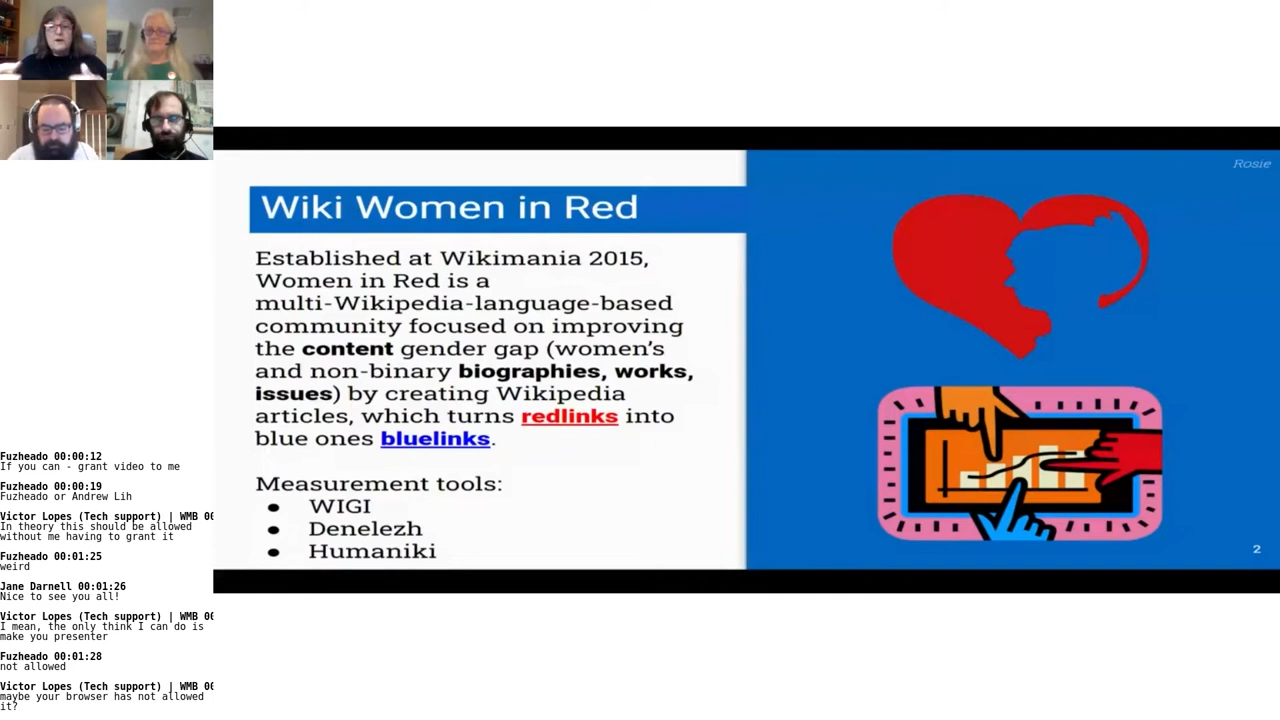 Rosie
Wiki Women in Red
Established at Wikimania 2015,
Women in Red is a
multi-Wikipedia-language-based
community focused on improving
the content gender gap (women's
and non-binary biographies, works,
issues) by creating Wikipedia
articles, which turns redlinks into
blue ones bluelinks.
Measurement tools:
● WIGI
● Denelezh
● Humaniki
2
Fuzheado 00:00:12
If you can - grant video to me
Fuzheado 00:00:19
Fuzheado or Andrew Lih
Victor Lopes (Tech support) | WMB 00
In theory this should be allowed
without me having to grant it
Fuzheado 00:01:25
weird
Jane Darnell 00:01:26
Nice to see you all!
Victor Lopes (Tech support) | WMB 00
I mean, the only think I can do is
make you presenter
Fuzheado 00:01:28
not allowed
Victor Lopes (Tech support) | WMB 00
maybe your browser has not allowed
it?